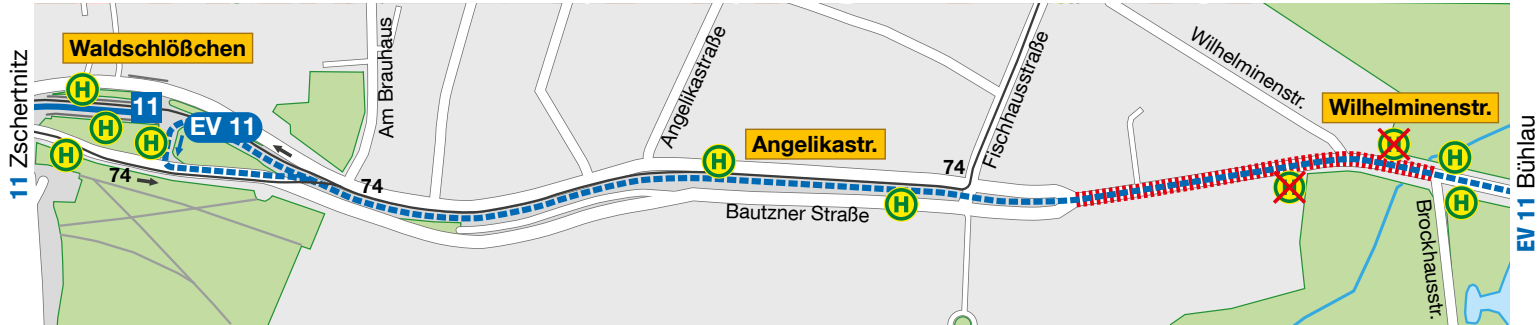 11 Zschertnitz
Waldschlößchen
H
H
H
H
11
EV 11
74
74
Am Brauhaus
Angelikastraße
H
Angelikastr.
Bautzner Straße
H
74
Fischhausstraße
Wilhelminenstr.
Wilhelminenstr.
H
H
H
H
Brockhausstr.
EV 11 Bühlau